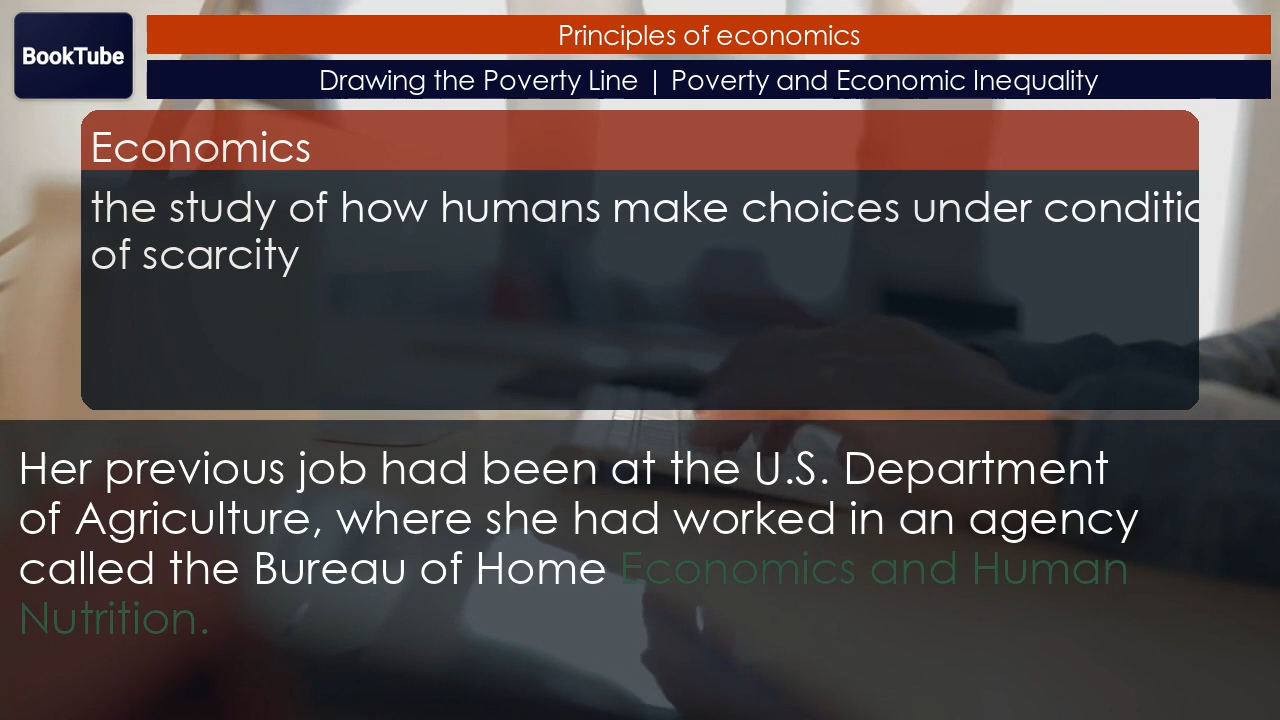 BookTube
Principles of economics
Drawing the Poverty Line | Poverty and Economic Inequality
Economics
the study of how humans make choices under conditio
of scarcity
Her previous job had been at the U.S. Department
of Agriculture, where she had worked in an agency
called the Bureau of Home Economics and Human
Nutrition.